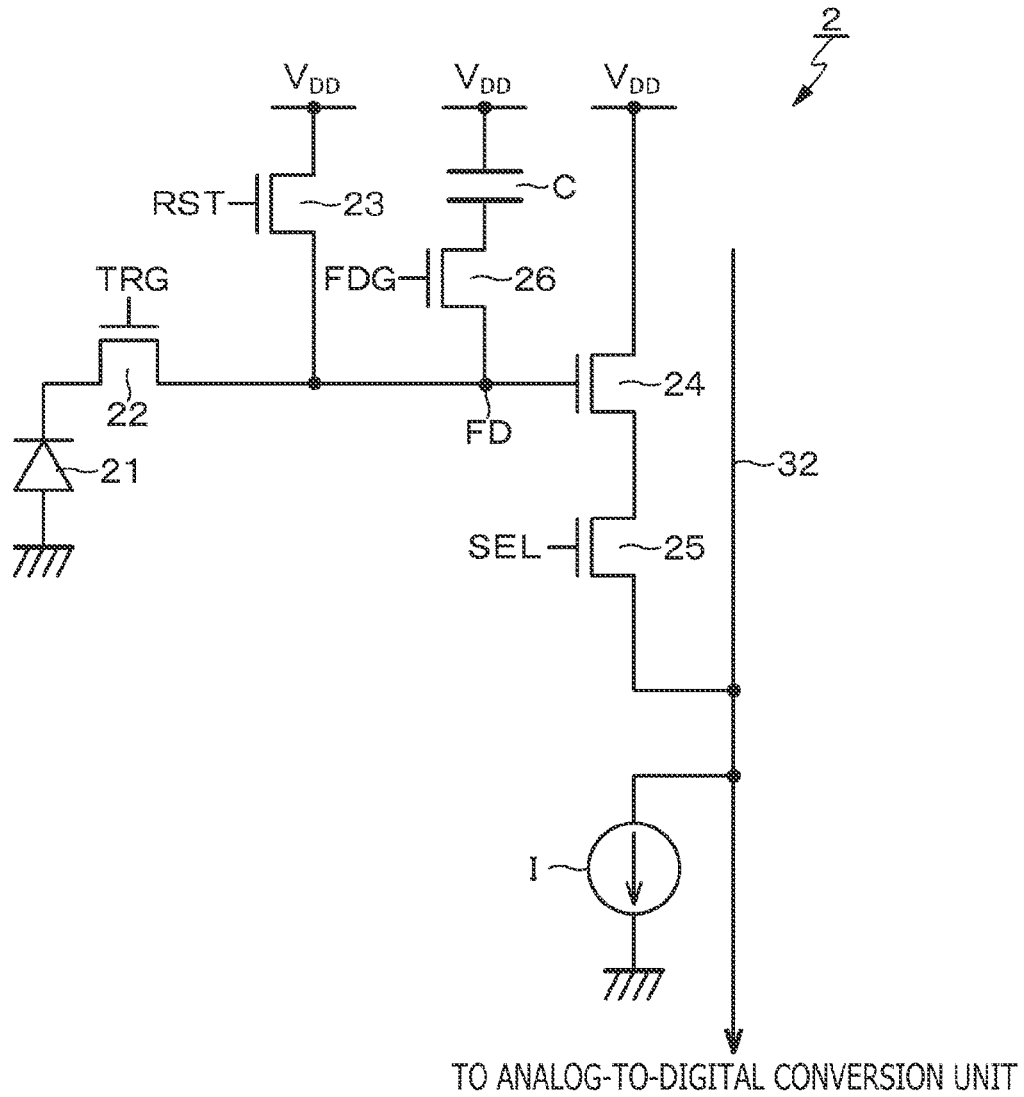 2
VDD VDD VDD
C
RST 23
FDG 26
TRG
24
22
FD
21
32
SEL 25
I
TO ANALOG-TO-DIGITAL CONVERSION UNIT